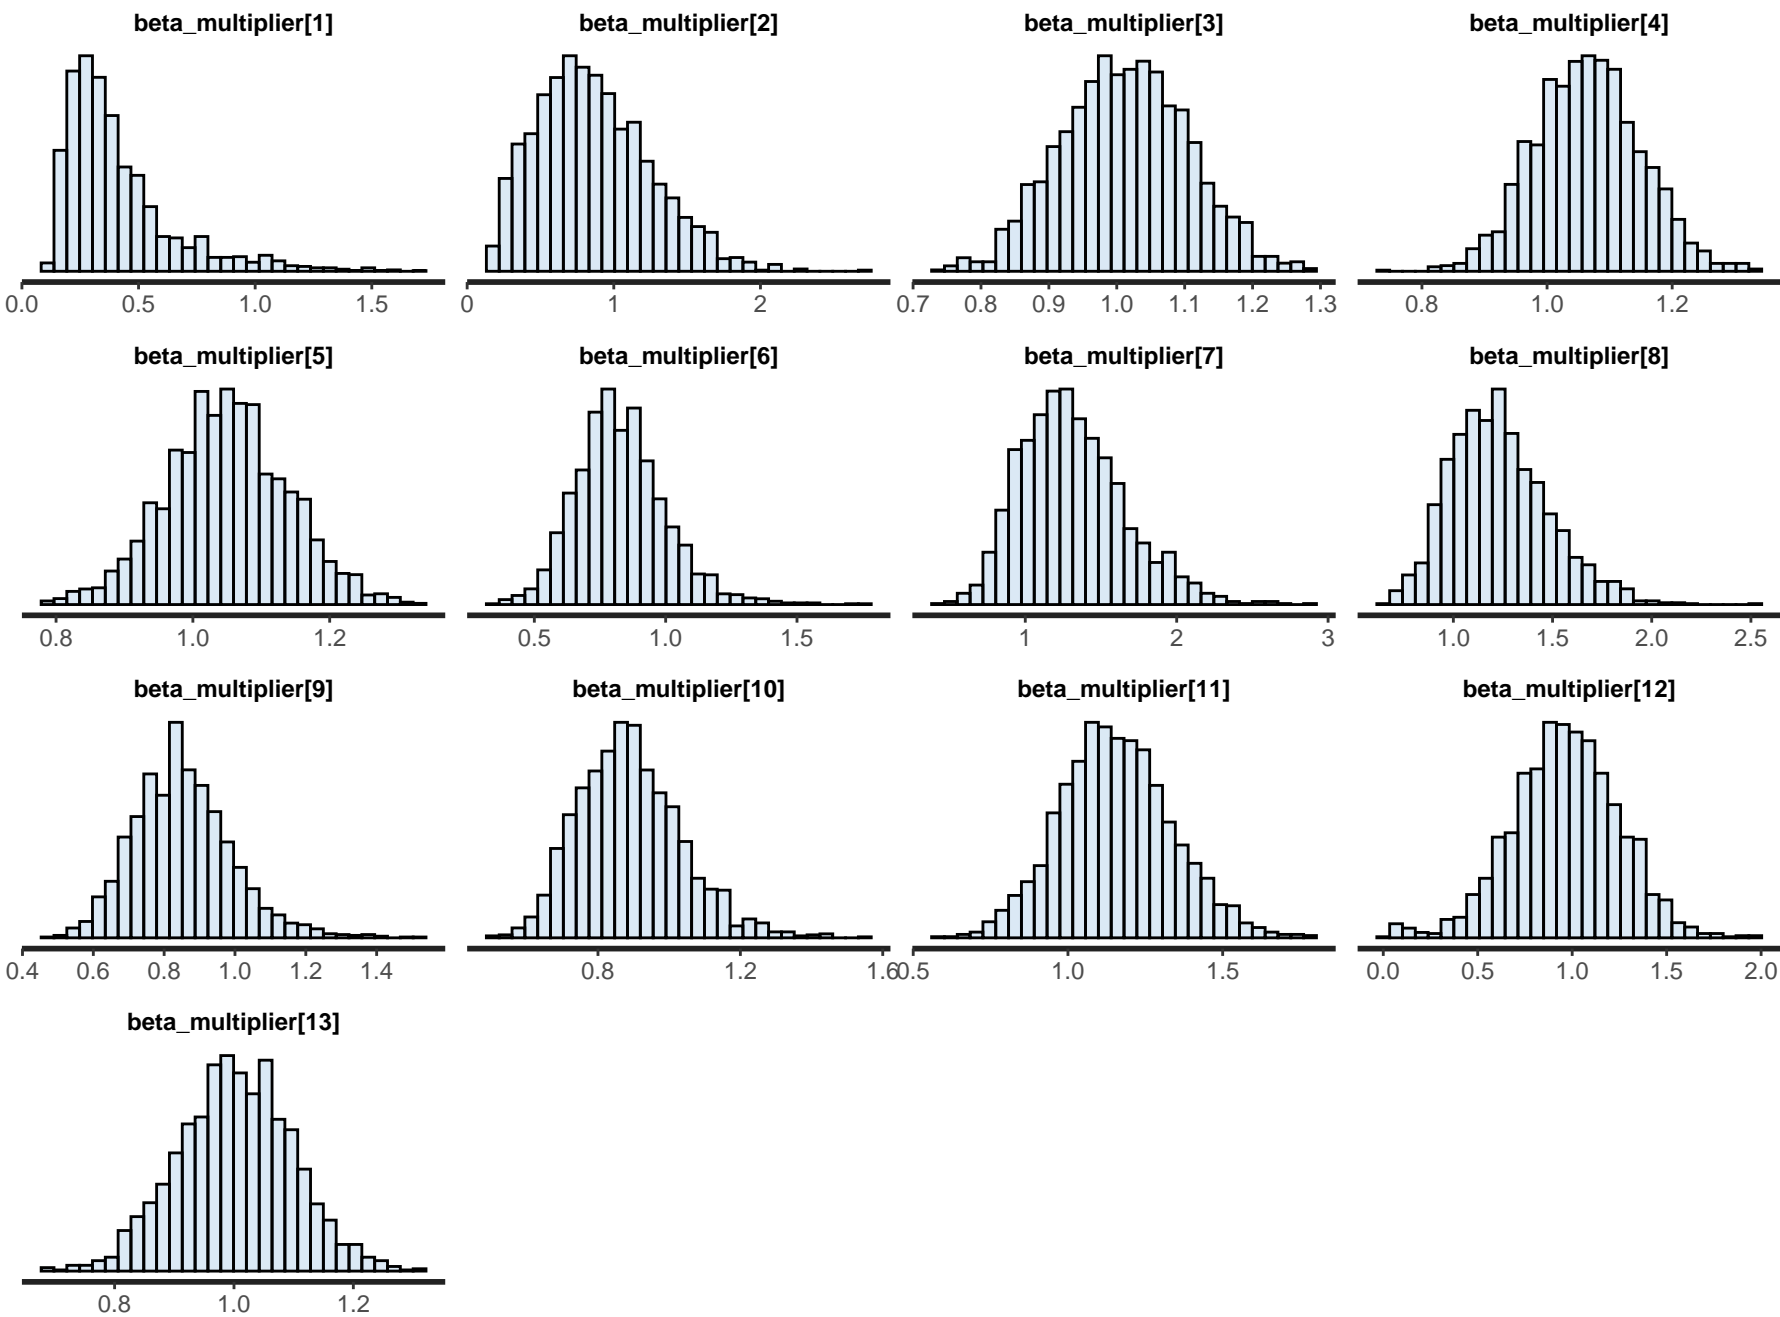 beta_multiplier[1] beta_multiplier[2] beta_multiplier[3] beta_multiplier[4]
0.0 0.5 1.0 1.5 0 1 2 0.7 0.8 0.9 1.0 1.1 1.2 1.3 0.8 1.0 1.2
beta_multiplier[5] beta_multiplier[6] beta_multiplier[7] beta_multiplier[8]
0.8 1.0 1.2 0.5 1.0 1.5 1 2 3 1.0 1.5 2.0 2.5
beta_multiplier[9] beta_multiplier[10] beta_multiplier[11] beta_multiplier[12]
0.4 0.6 0.8 1.0 1.2 1.4 0.8 1.2 1.6 0.5 1.0 1.5 0.0 0.5 1.0 1.5 2.0
beta_multiplier[13]
0.8 1.0 1.2